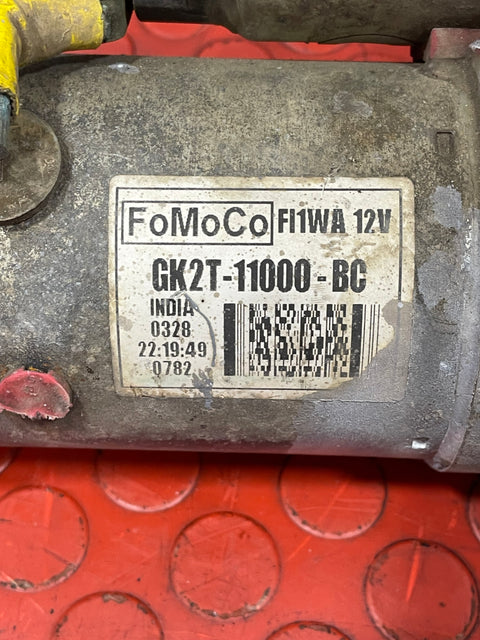 FoMoCo FI1WA 12V
GK2T-11000-BC
INDIA
0328
22:19:49
0782